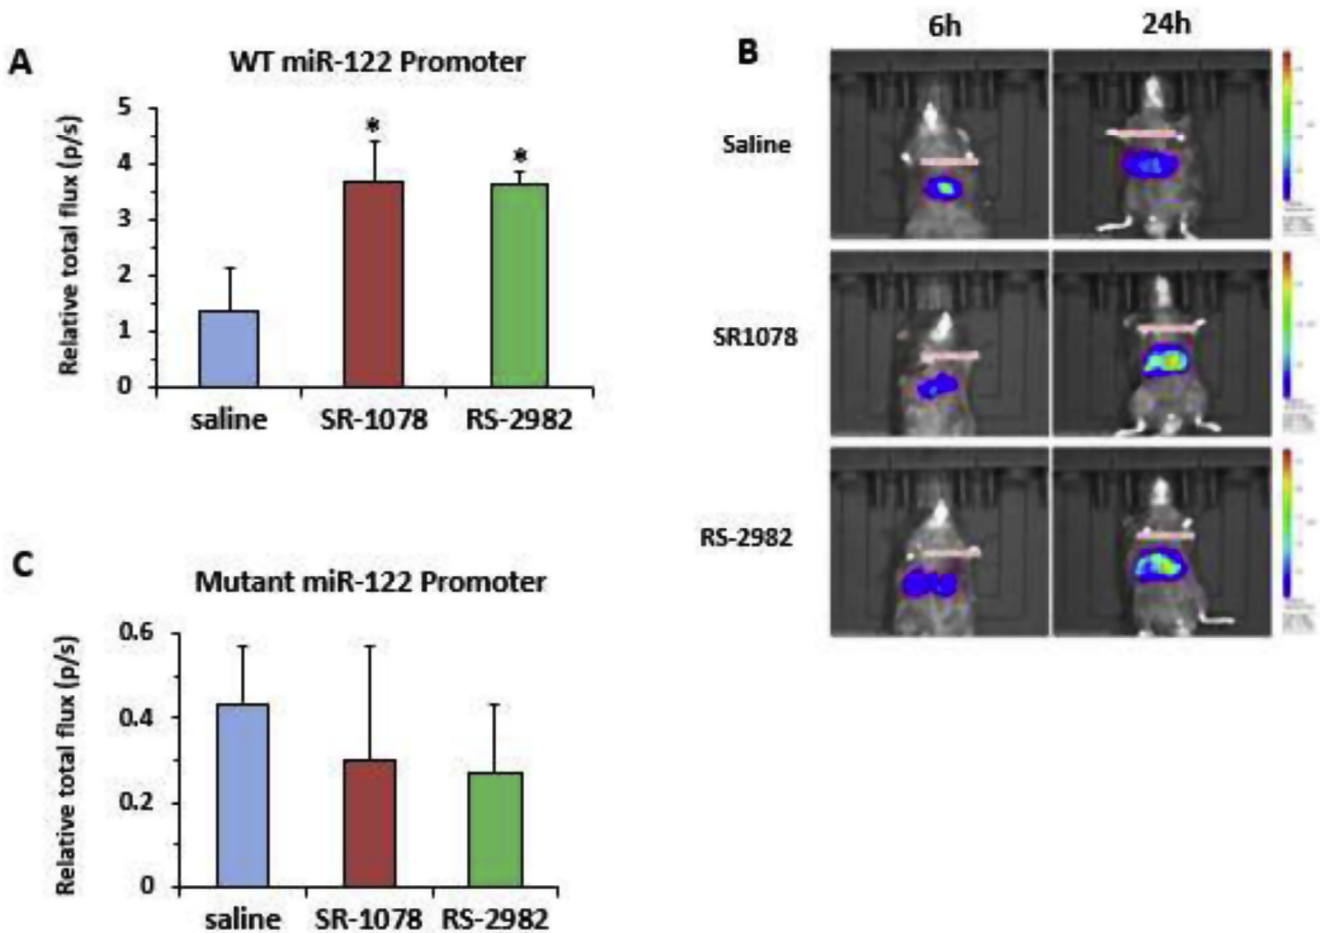 A
WT miR-122 Promoter
Relative total flux (p/s)
5
4
3
2
1
0
*
*
saline
SR-1078
RS-2982
B
6h
24h
Saline
SR1078
RS-2982
C
Mutant miR-122 Promoter
Relative total flux (p/s)
0.6
0.4
0.2
0
saline
SR-1078
RS-2982